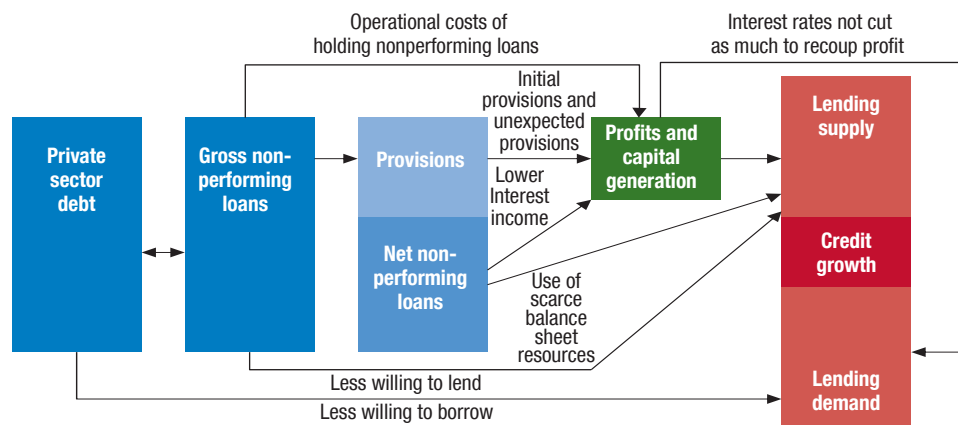 Operational costs of
holding nonperforming loans
Interest rates not cut
as much to recoup profit
Initial
provisions and
unexpected
provisions
Private
sector
debt
Gross non-
performing
loans
Provisions
Profits and
capital
generation
Lending
supply
Lower
Interest
income
Net non-
performing
loans
Credit
growth
Use of
scarce
balance
sheet
resources
Less willing to lend
Less willing to borrow
Lending
demand